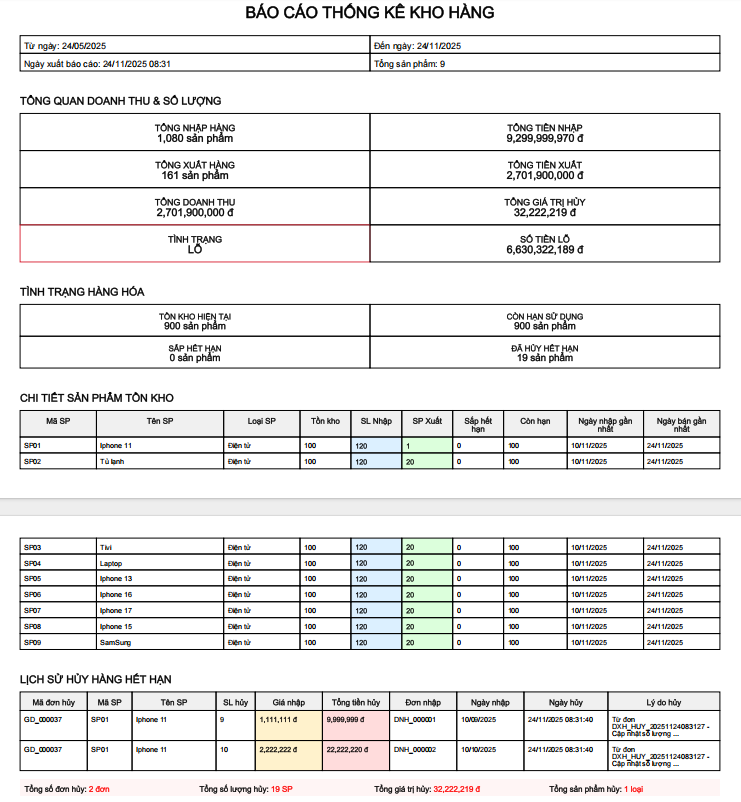 BÁO CÁO THỐNG KÊ KHO HÀNG
Từ ngày: 24/05/2025 Đến ngày: 24/11/2025
Ngày xuất báo cáo: 24/11/2025 08:31 Tổng sản phẩm: 9
TỔNG QUAN DOANH THU & SỐ LƯỢNG
TỔNG NHẬP HÀNG TỔNG TIỀN NHẬP
1,080 sản phẩm 9,299,999,970 đ
TỔNG XUẤT HÀNG TỔNG TIỀN XUẤT
161 sản phẩm 2,701,900,000 đ
TỔNG DOANH THU TỔNG GIÁ TRỊ HỦY
2,701,900,000 đ 32,222,219 đ
TÌNH TRẠNG SỐ TIỀN LỖ
LỖ 6,630,322,189 đ
TÌNH TRẠNG HÀNG HÓA
TỒN KHO HIỆN TẠI CÒN HẠN SỬ DỤNG
900 sản phẩm 900 sản phẩm
SẮP HẾT HẠN ĐÃ HỦY HẾT HẠN
0 sản phẩm 19 sản phẩm
CHI TIẾT SẢN PHẨM TỒN KHO
Mã SP Tên SP Loại SP Tồn kho SL Nhập SP Xuất Sắp hết hạn Còn hạn Ngày nhập gần nhất Ngày bán gần nhất
SP01 Iphone 11 Điện tử 100 120 1 0 100 10/11/2025 24/11/2025
SP02 Tủ lạnh Điện tử 100 120 20 0 100 10/11/2025 24/11/2025
SP03 Tivi Điện tử 100 120 20 0 100 10/11/2025 24/11/2025
SP04 Laptop Điện tử 100 120 20 0 100 10/11/2025 24/11/2025
SP05 Iphone 13 Điện tử 100 120 20 0 100 10/11/2025 24/11/2025
SP06 Iphone 16 Điện tử 100 120 20 0 100 10/11/2025 24/11/2025
SP07 Iphone 17 Điện tử 100 120 20 0 100 10/11/2025 24/11/2025
SP08 Iphone 15 Điện tử 100 120 20 0 100 10/11/2025 24/11/2025
SP09 SamSung Điện tử 100 120 20 0 100 10/11/2025 24/11/2025
LỊCH SỬ HỦY HÀNG HẾT HẠN
Mã đơn hủy Mã SP Tên SP SL hủy Giá nhập Tổng tiền hủy Đơn nhập Ngày nhập Ngày hủy Lý do hủy
GD_000037 SP01 Iphone 11 9 1,111,111 đ 9,999,999 đ DNH_000001 10/09/2025 24/11/2025 08:31:40 Từ đơn
DXH_HUY_20251124083127 -
Cập nhật số lượng ...
GD_000037 SP01 Iphone 11 10 2,222,222 đ 22,222,220 đ DNH_000002 10/10/2025 24/11/2025 08:31:40 Từ đơn
DXH_HUY_20251124083127 -
Cập nhật số lượng ...
Tổng số đơn hủy: 2 đơn Tổng số lượng hủy: 19 SP Tổng giá trị hủy: 32,222,219 đ Tổng sản phẩm hủy: 1 loại